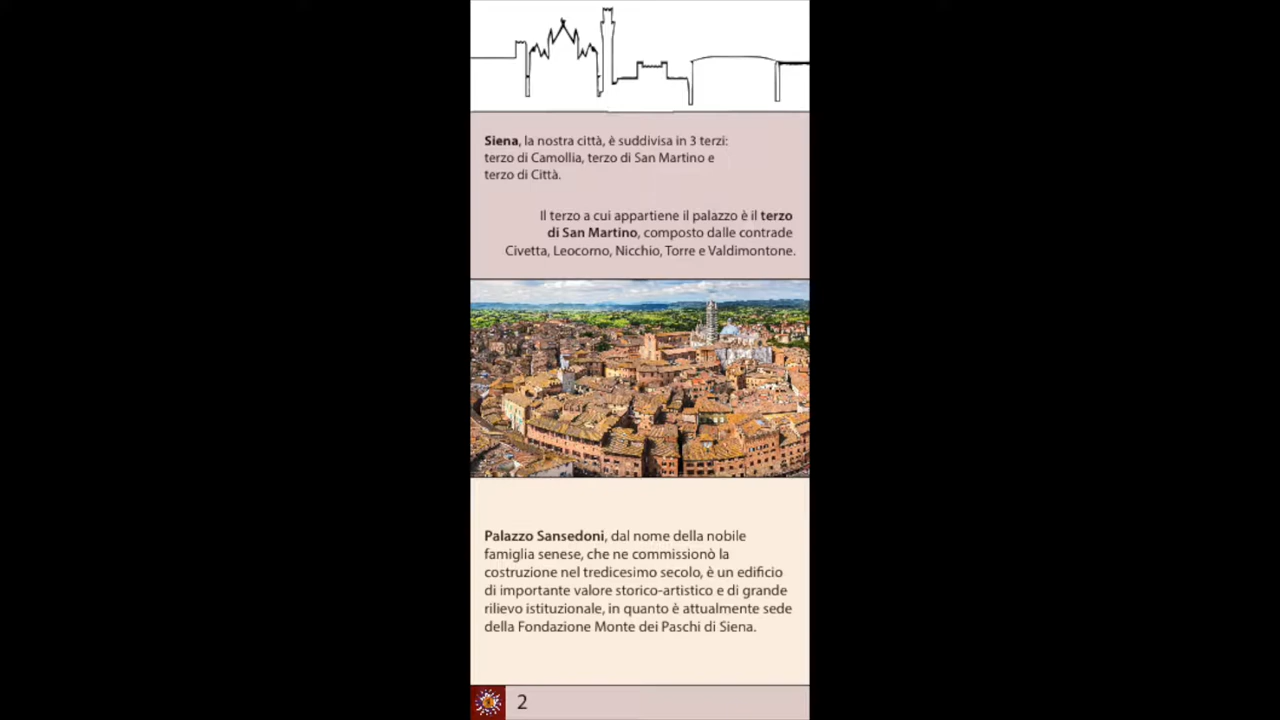 Siena, la nostra città, è suddivisa in 3 terzi:
terzo di Camollia, terzo di San Martino e
terzo di Città.
Il terzo a cui appartiene il palazzo è il terzo
di San Martino, composto dalle contrade
Civetta, Leocorno, Nicchio, Torre e Valdimontone.
Palazzo Sansedoni, dal nome della nobile
famiglia senese, che ne commissionò la
costruzione nel tredicesimo secolo, è un edificio
di importante valore storico-artistico e di grande
rilievo istituzionale, in quanto è attualmente sede
della Fondazione Monte dei Paschi di Siena.
2